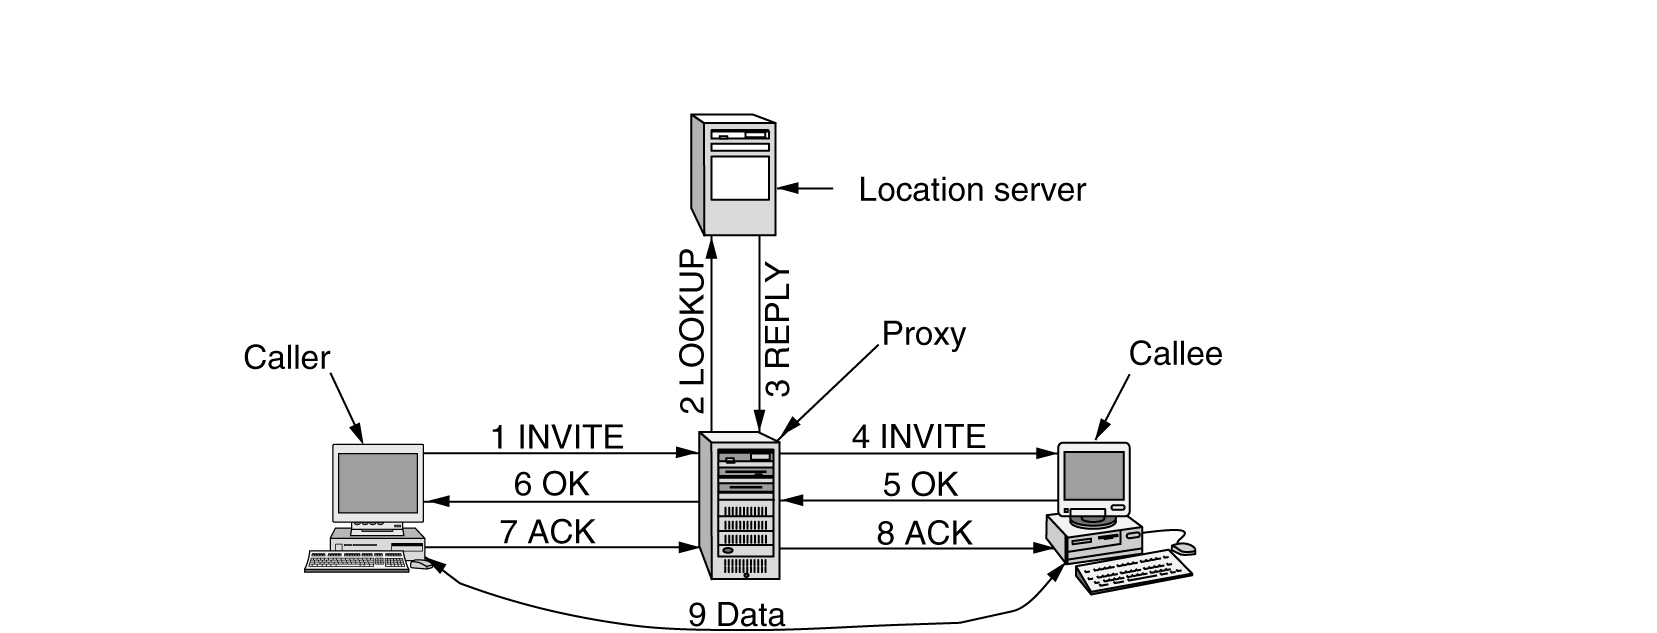 Location server
2 LOOKUP
3 REPLY
Proxy
Caller
Callee
1 INVITE
4 INVITE
6 OK
5 OK
7 ACK
8 ACK
9 Data